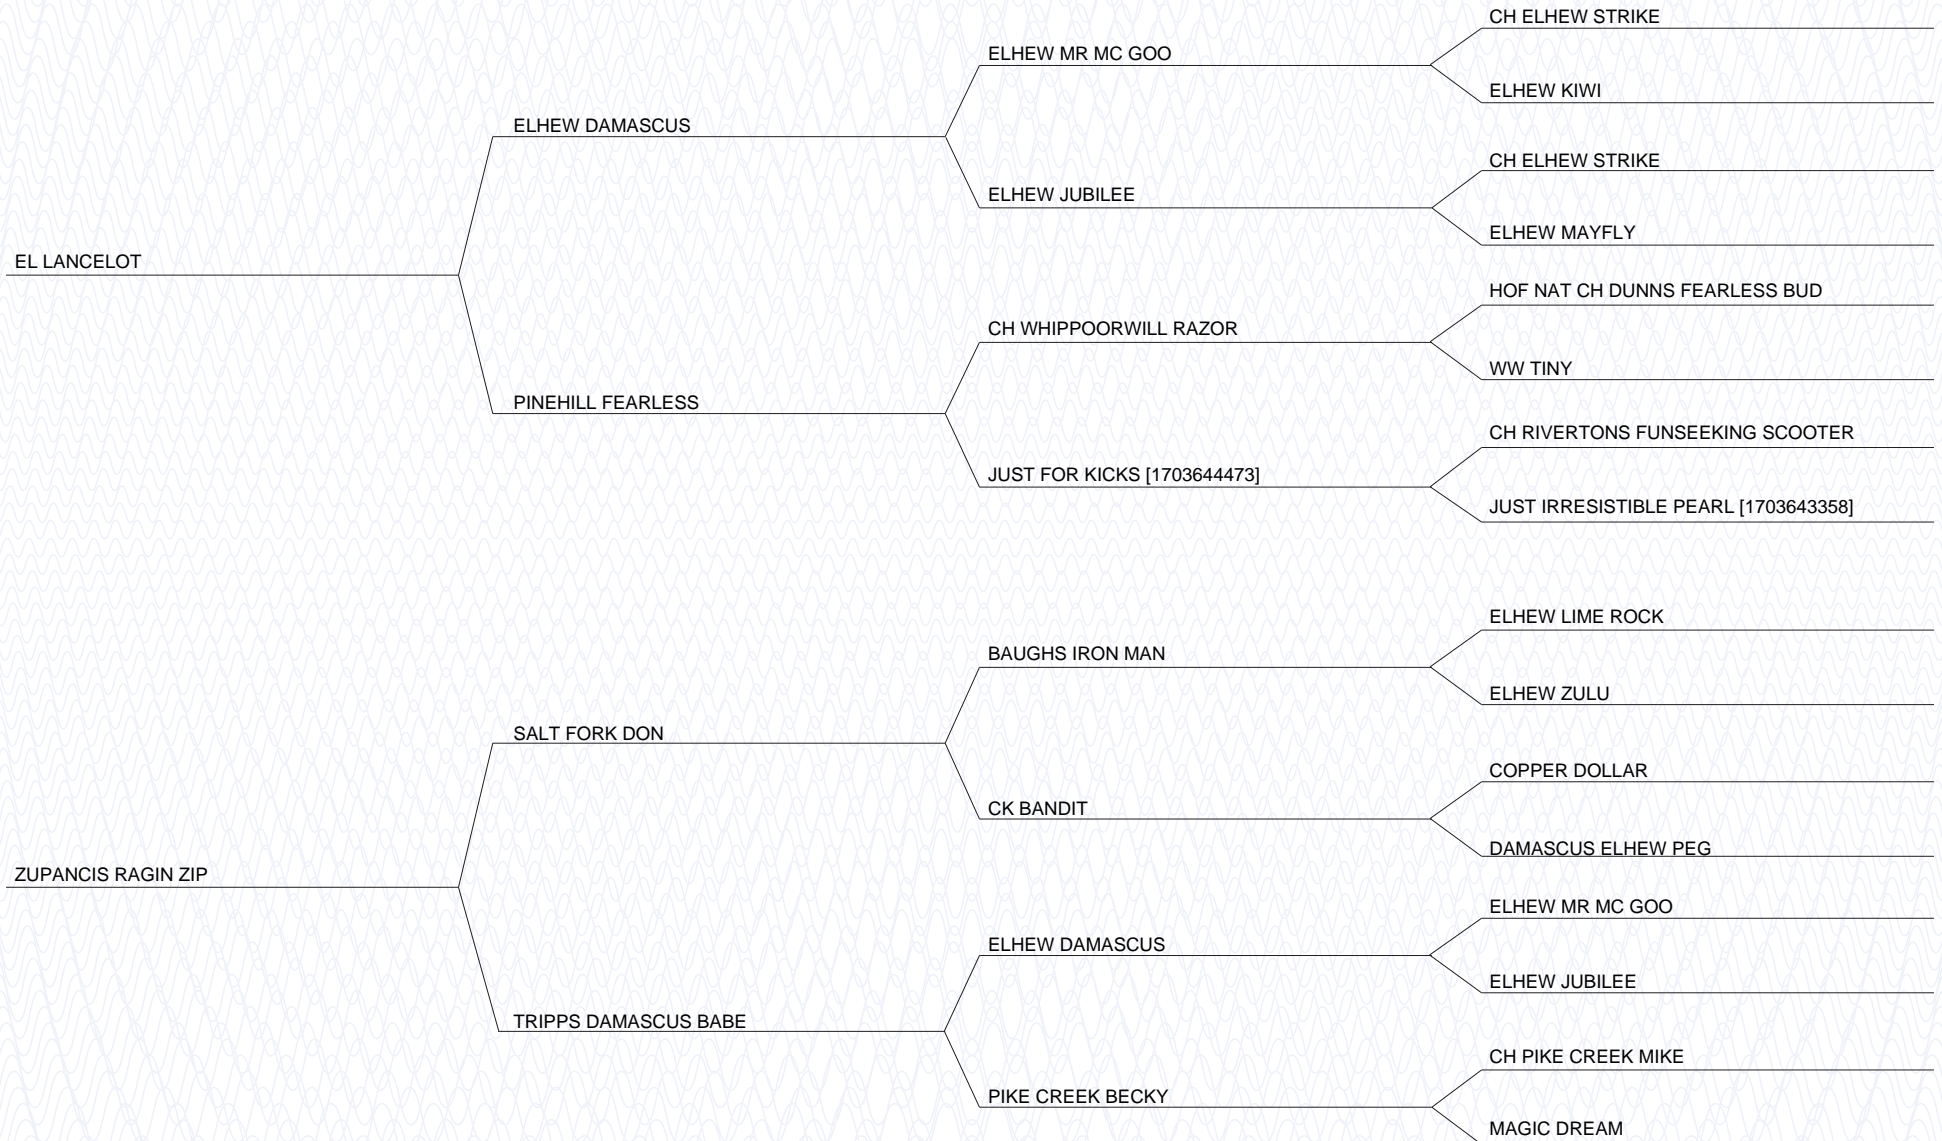 CH ELHEW STRIKE
ELHEW MR MC GOO
ELHEW KIWI
ELHEW DAMASCUS
CH ELHEW STRIKE
ELHEW JUBILEE
ELHEW MAYFLY
EL LANCELOT
HOF NAT CH DUNNS FEARLESS BUD
CH WHIPPOORWILL RAZOR
WW TINY
PINEHILL FEARLESS
CH RIVERTONS FUNSEEKING SCOOTER
JUST FOR KICKS [1703644473]
JUST IRRESISTIBLE PEARL [1703643358]
ELHEW LIME ROCK
BAUGHS IRON MAN
ELHEW ZULU
SALT FORK DON
COPPER DOLLAR
CK BANDIT
DAMASCUS ELHEW PEG
ZUPANCIS RAGIN ZIP
ELHEW MR MC GOO
ELHEW DAMASCUS
ELHEW JUBILEE
TRIPPS DAMASCUS BABE
CH PIKE CREEK MIKE
PIKE CREEK BECKY
MAGIC DREAM